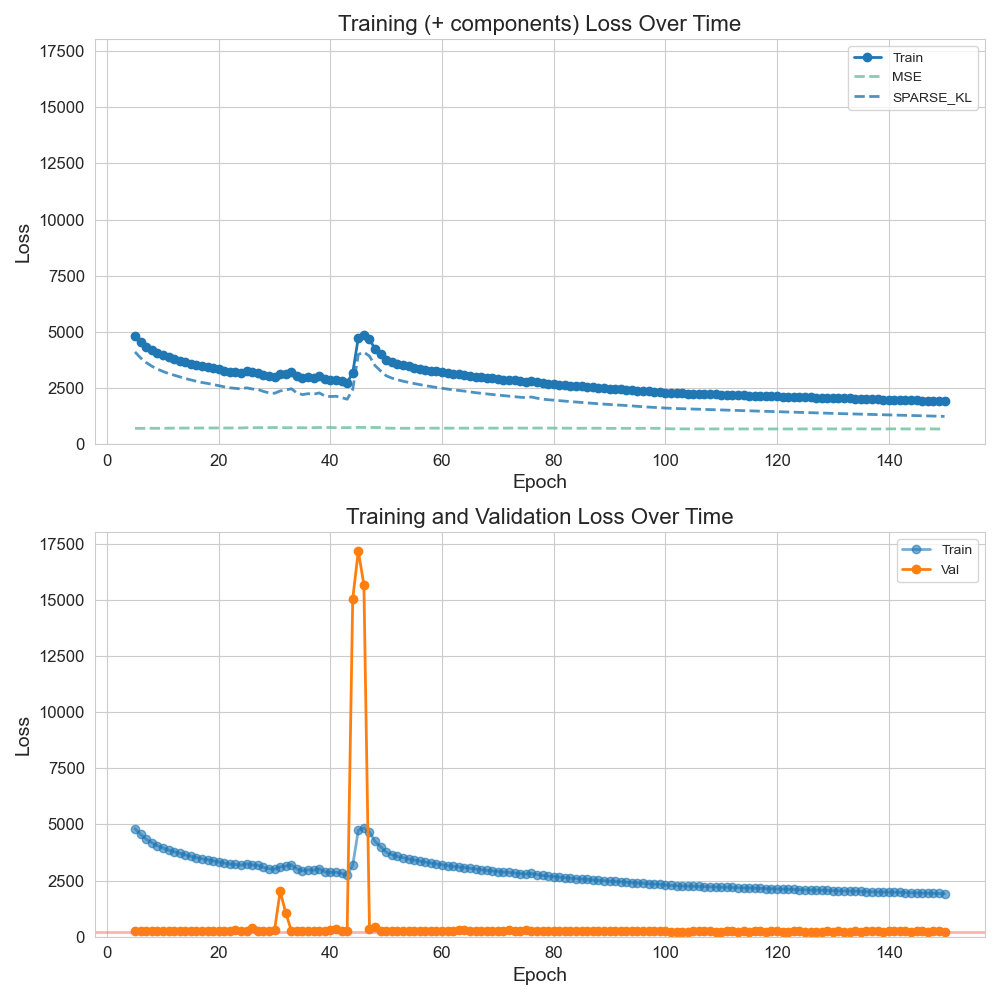 Training (+ components) Loss Over Time
17500
15000
12500
10000
7500
5000
2500
0
Loss
Train
MSE
SPARSE_KL
0 20 40 60 80 100 120 140
Epoch
Training and Validation Loss Over Time
17500
15000
12500
10000
7500
5000
2500
0
Loss
Train
Val
0 20 40 60 80 100 120 140
Epoch